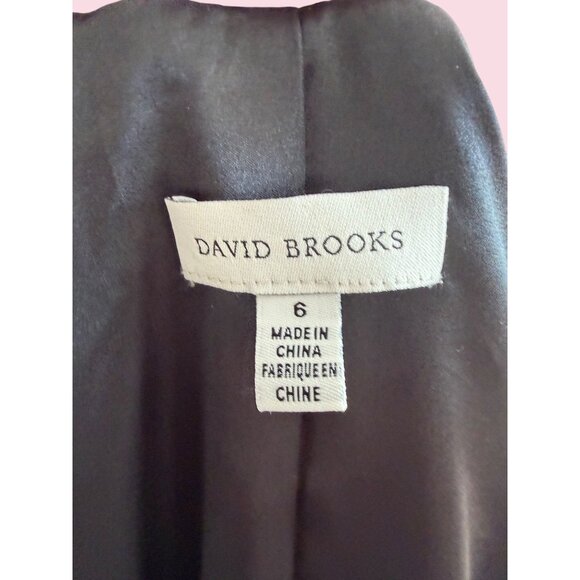 DAVID BROOKS
6
MADE IN
CHINA
FABRIQUE EN
CHINE